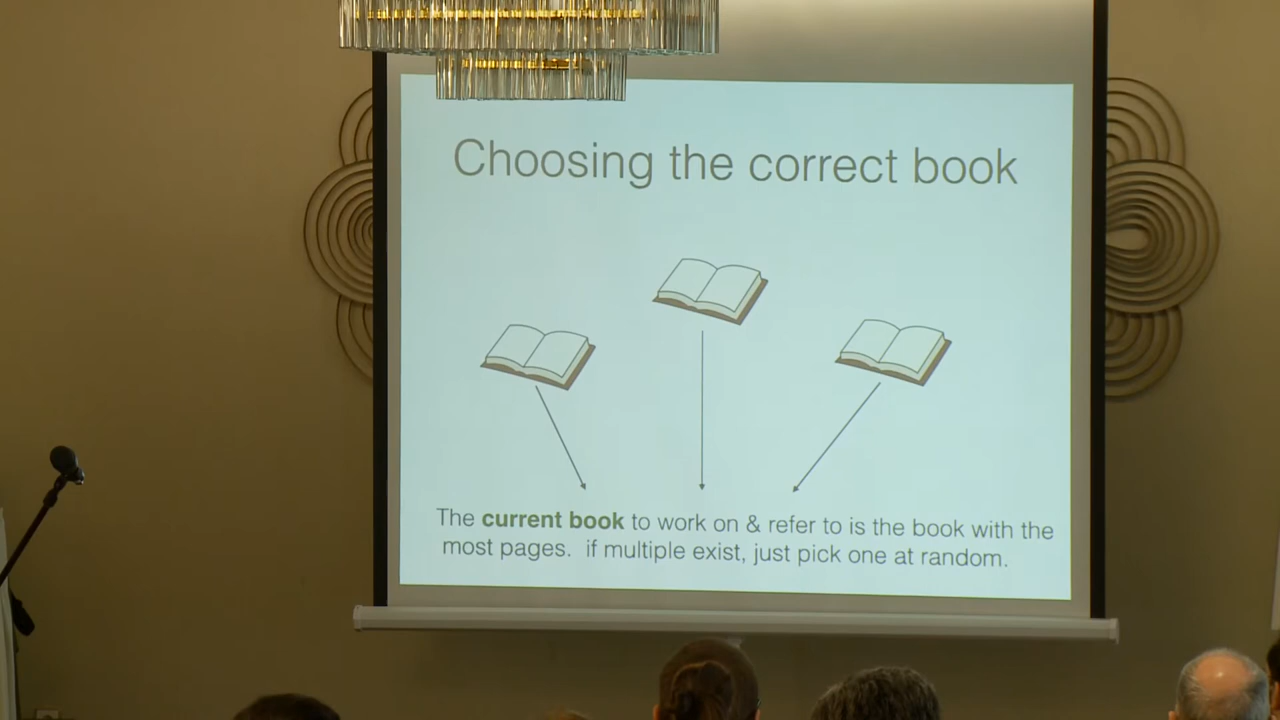 Choosing the correct book
The current book to work on & refer to is the book with the
most pages. if multiple exist, just pick one at random.